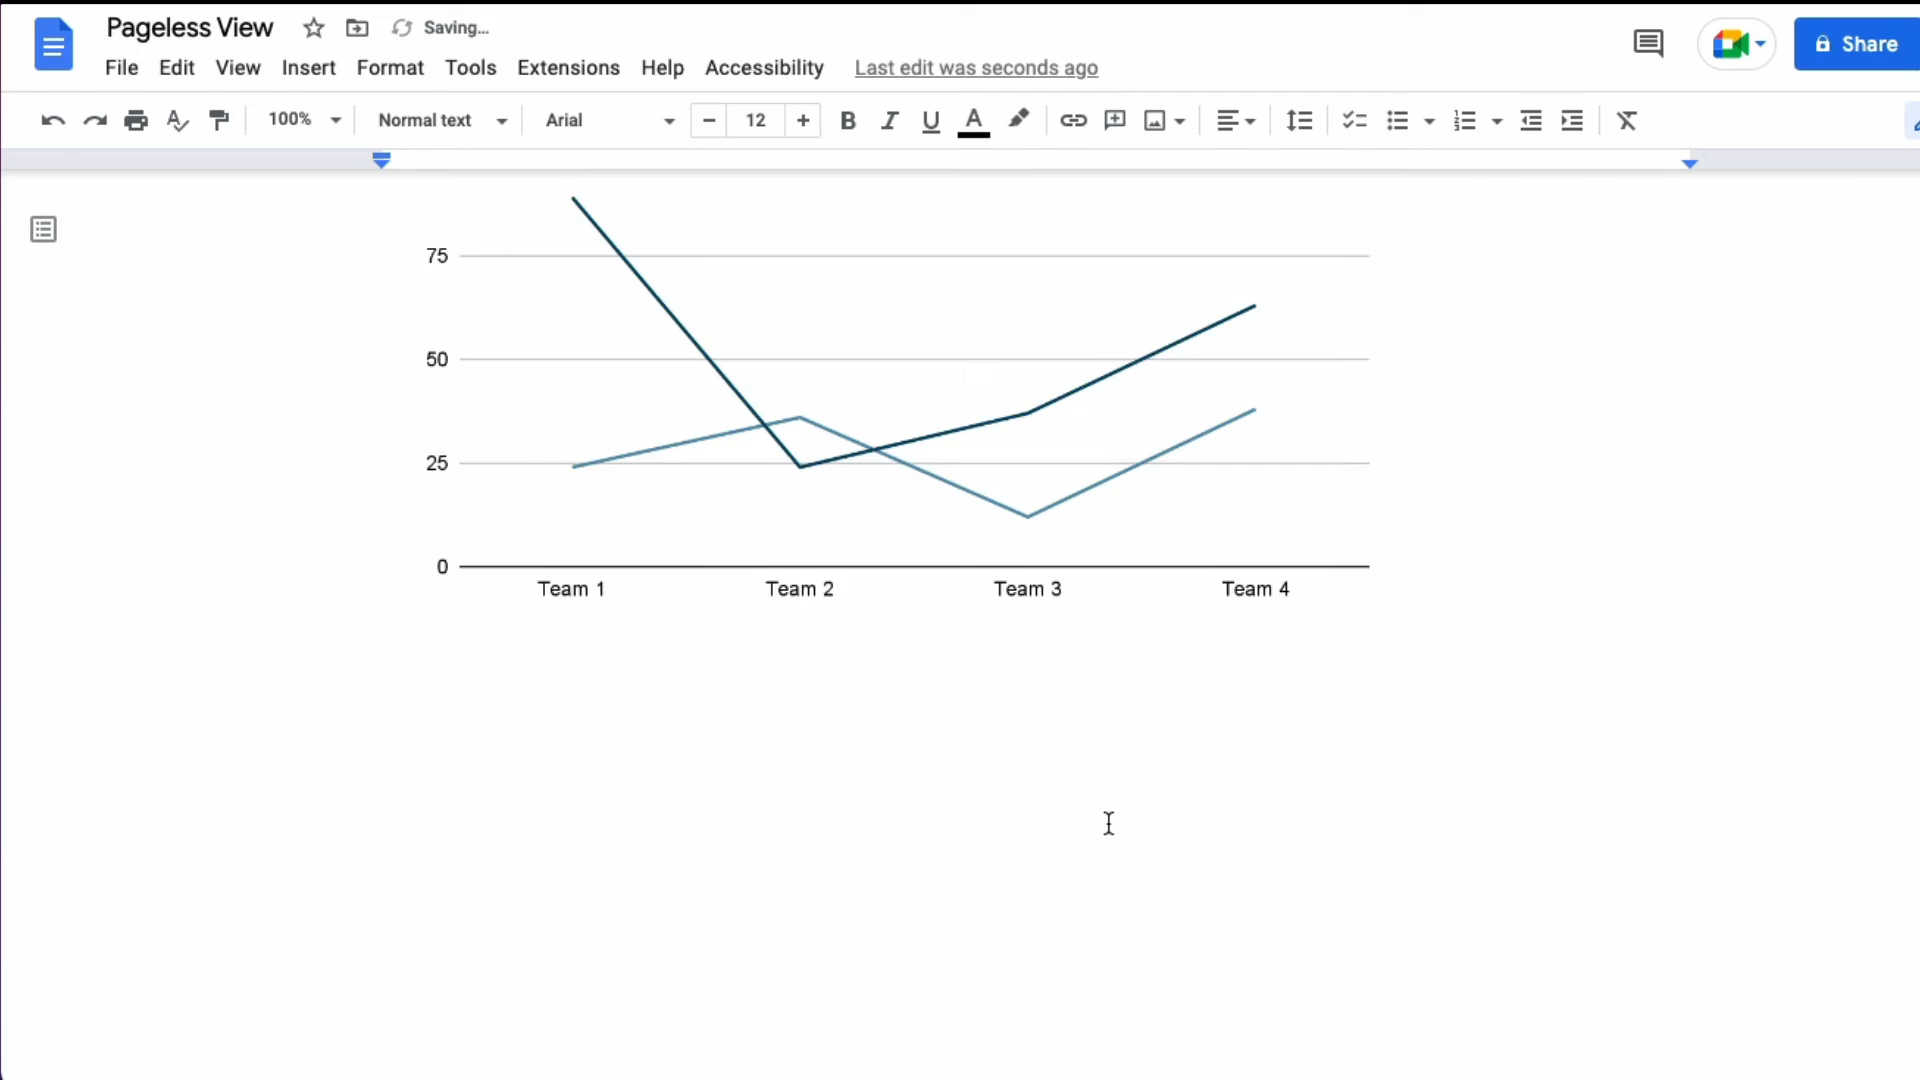 Pageless View Saving...
File Edit View Insert Format Tools Extensions Help Accessibility Last edit was seconds ago
Share
100% Normal text Arial − 12 + B I U A
75
50
25
0
Team 1 Team 2 Team 3 Team 4